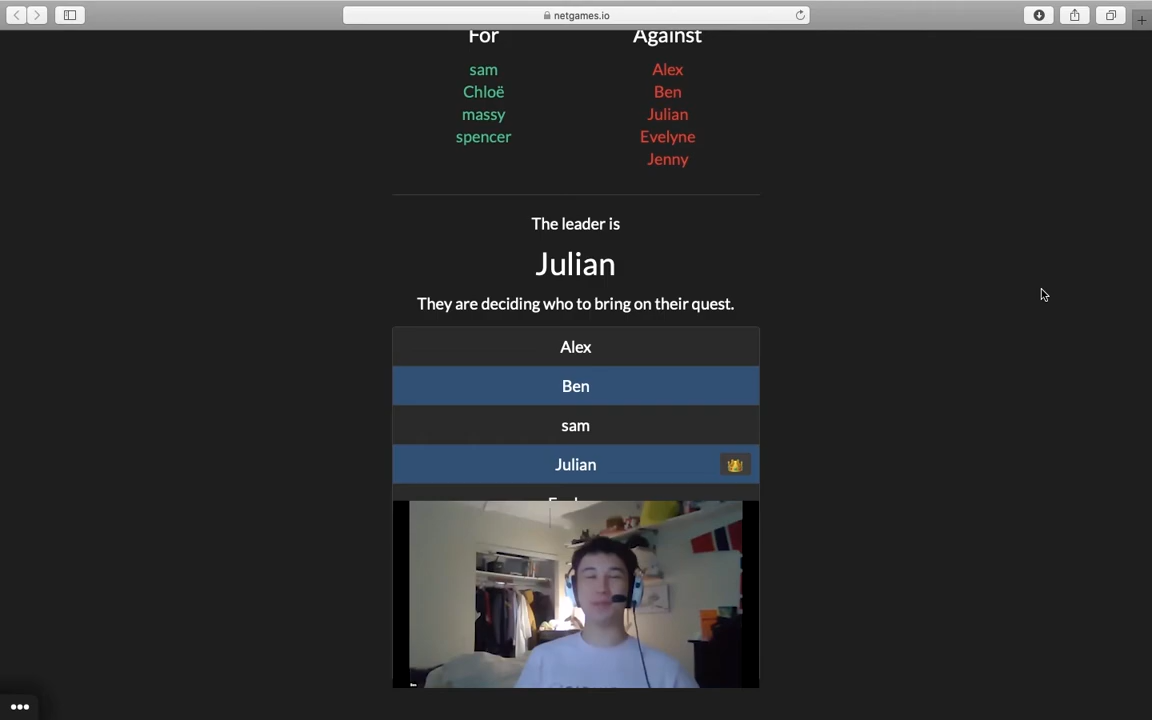 netgames.io
For Against
sam Alex
Chloë Ben
massy Julian
spencer Evelyne
Jenny
The leader is
Julian
They are deciding who to bring on their quest.
Alex
Ben
sam
Julian